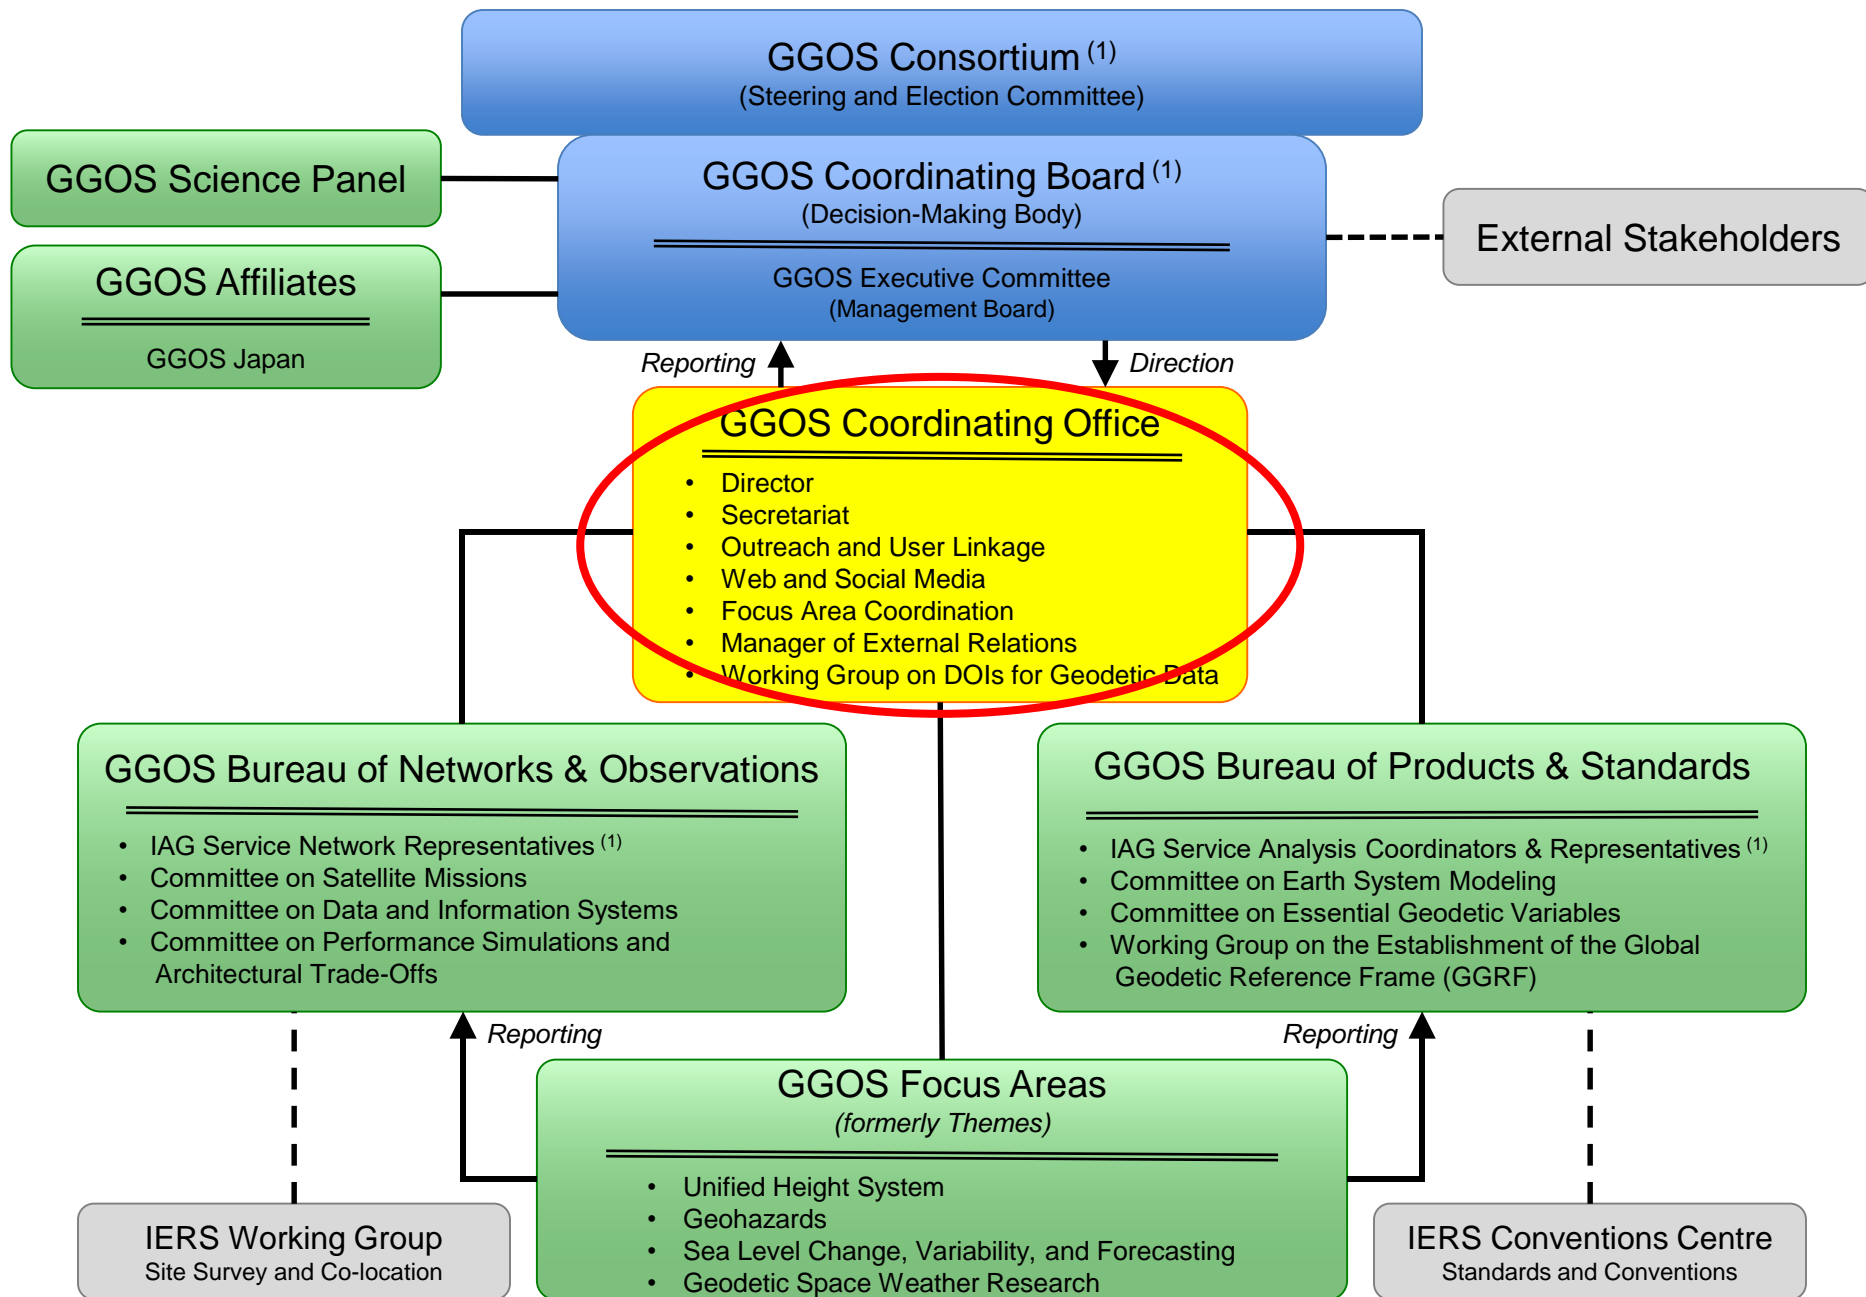 GGOS Consortium (1)
(Steering and Election Committee)
GGOS Science Panel
GGOS Coordinating Board (1)
(Decision-Making Body)
GGOS Executive Committee
(Management Board)
External Stakeholders
GGOS Affiliates
GGOS Japan
Reporting
Direction
GGOS Coordinating Office
• Director
• Secretariat
• Outreach and User Linkage
• Web and Social Media
• Focus Area Coordination
• Manager of External Relations
• Working Group on DOIs for Geodetic Data
GGOS Bureau of Networks & Observations
• IAG Service Network Representatives (1)
• Committee on Satellite Missions
• Committee on Data and Information Systems
• Committee on Performance Simulations and
Architectural Trade-Offs
GGOS Bureau of Products & Standards
• IAG Service Analysis Coordinators & Representatives (1)
• Committee on Earth System Modeling
• Committee on Essential Geodetic Variables
• Working Group on the Establishment of the Global
Geodetic Reference Frame (GGRF)
Reporting
Reporting
GGOS Focus Areas
(formerly Themes)
• Unified Height System
• Geohazards
• Sea Level Change, Variability, and Forecasting
• Geodetic Space Weather Research
IERS Working Group
Site Survey and Co-location
IERS Conventions Centre
Standards and Conventions